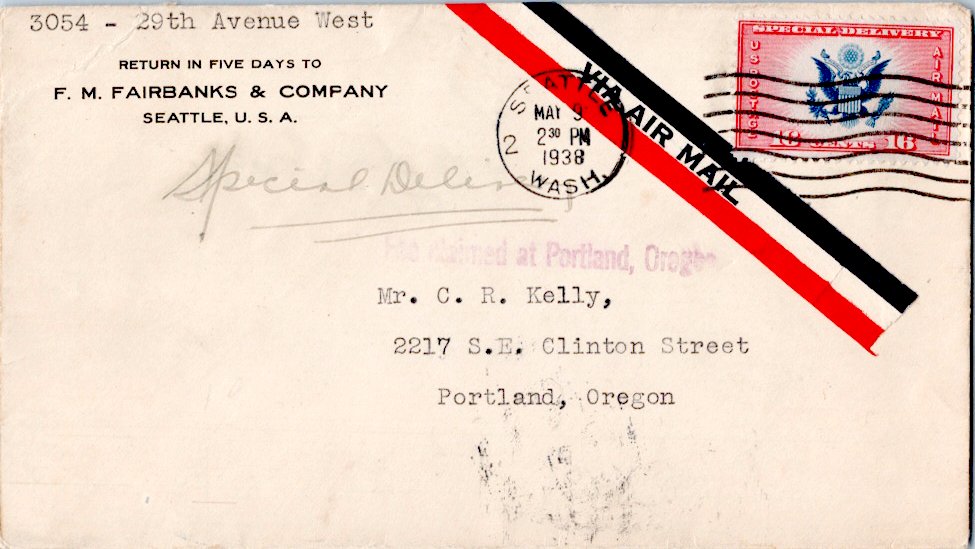 3054 - 29th Avenue West
RETURN IN FIVE DAYS TO
F. M. FAIRBANKS & COMPANY
SEATTLE, U. S. A.
SPECIAL DELIVERY
U S POSTAGE
AIR MAIL
16 CENTS 16
VIA AIR MAIL
SEATTLE
MAY 9
2 30 PM
1938
WASH.
2
Special Delivery
claimed at Portland, Oregon
Mr. C. R. Kelly,
2217 S.E. Clinton Street
Portland, Oregon